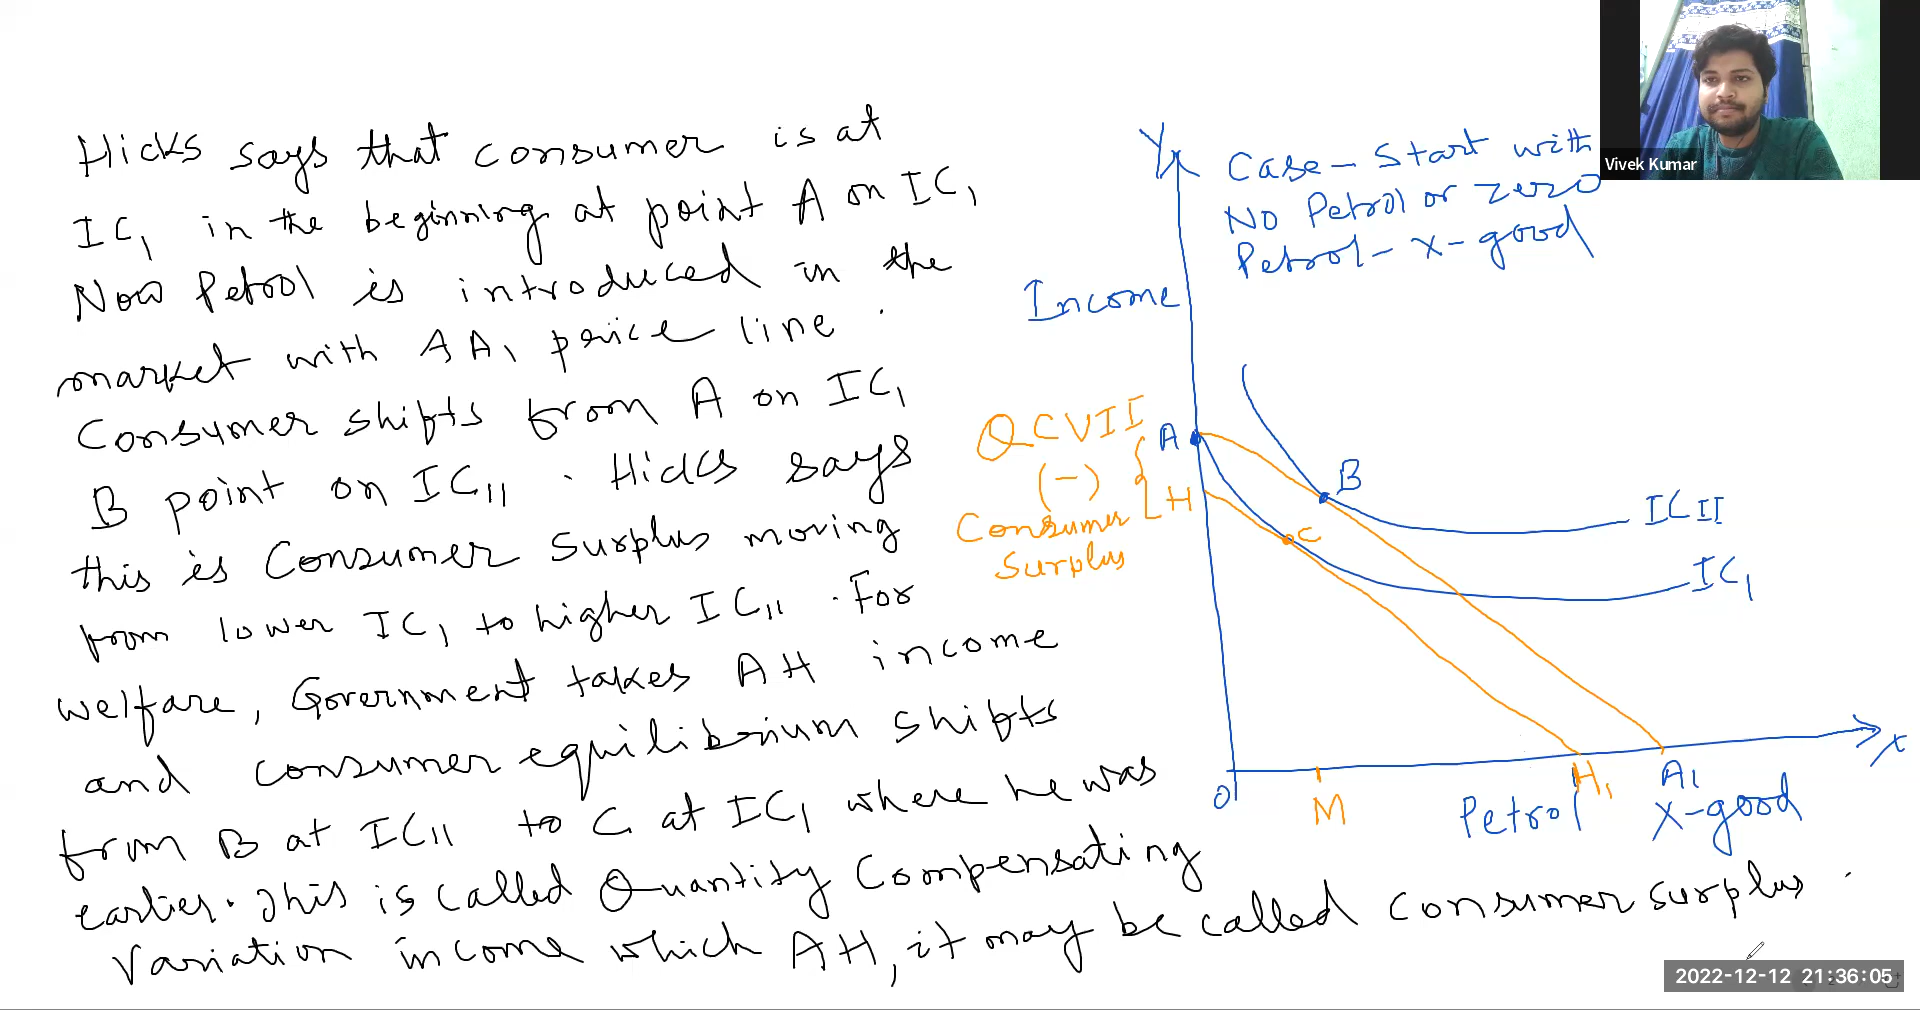 Hicks says that consumer is at
IC1 in the beginning at point A on IC1
Now Petrol is introduced in the
market with AA1 price line.
Consumer shifts from A on IC1
B point on ICII. Hicks says
this is Consumer Surplus moving
from lower IC1 to higher ICII. For
welfare, Government takes AH income
and consumer equilibrium shifts
from B at ICII to C at IC1 where he was
earlier. This is called Quantity Compensating
Variation income which AH, it may be called consumer surplus.
Y
Case - Start with
No Petrol or zero
Petrol - X-good
Income
QCVII
(-)
Consumer
Surplus
A
H
B
C
ICII
IC1
O
M
H1
A1
X
Petrol
X-good
Vivek Kumar
2022-12-12 21:36:05